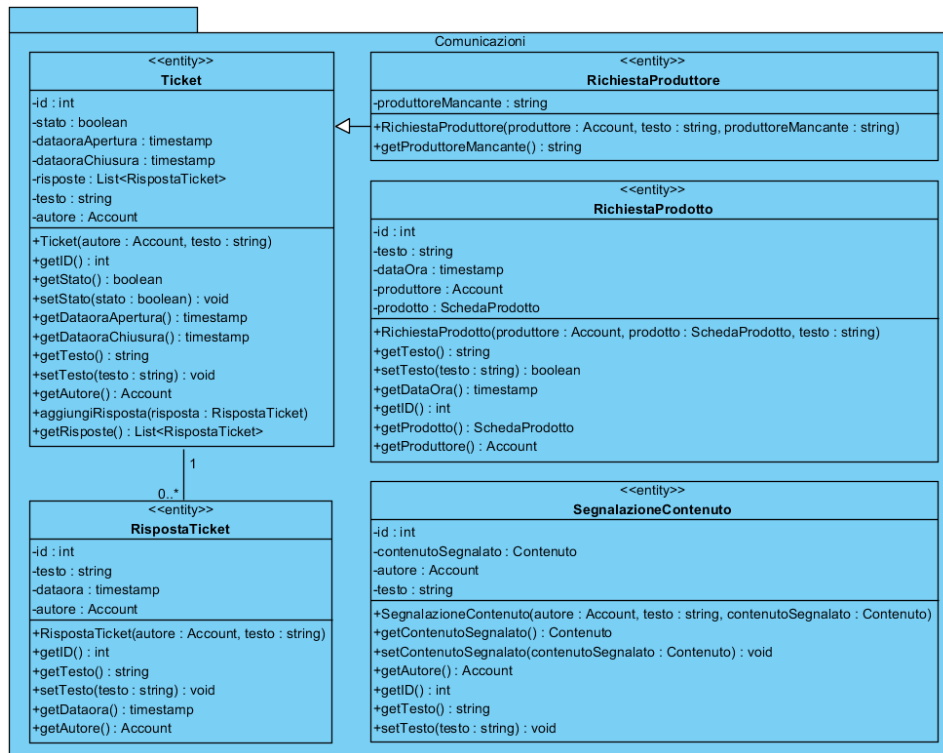 Comunicazioni
<<entity>>
Ticket
-id : int
-stato : boolean
-dataoraApertura : timestamp
-dataoraChiusura : timestamp
-risposte : List<RispostaTicket>
-testo : string
-autore : Account
+Ticket(autore : Account, testo : string)
+getID() : int
+getStato() : boolean
+setStato(stato : boolean) : void
+getDataoraApertura() : timestamp
+getDataoraChiusura() : timestamp
+getTesto() : string
+setTesto(testo : string) : void
+getAutore() : Account
+aggiungiRisposta(risposta : RispostaTicket)
+getRisposte() : List<RispostaTicket>
1
0..*
<<entity>>
RispostaTicket
-id : int
-testo : string
-dataora : timestamp
-autore : Account
+RispostaTicket(autore : Account, testo : string)
+getID() : int
+getTesto() : string
+setTesto(testo : string) : void
+getDataora() : timestamp
+getAutore() : Account
<<entity>>
RichiestaProduttore
-produttoreMancante : string
+RichiestaProduttore(produttore : Account, testo : string, produttoreMancante : string)
+getProduttoreMancante() : string
<<entity>>
RichiestaProdotto
-id : int
-testo : string
-dataOra : timestamp
-produttore : Account
-prodotto : SchedaProdotto
+RichiestaProdotto(produttore : Account, prodotto : SchedaProdotto, testo : string)
+getTesto() : string
+setTesto(testo : string) : boolean
+getDataOra() : timestamp
+getID() : int
+getProdotto() : SchedaProdotto
+getProduttore() : Account
<<entity>>
SegnalazioneContenuto
-id : int
-contenutoSegnalato : Contenuto
-autore : Account
-testo : string
+SegnalazioneContenuto(autore : Account, testo : string, contenutoSegnalato : Contenuto)
+getContenutoSegnalato() : Contenuto
+setContenutoSegnalato(contenutoSegnalato : Contenuto) : void
+getAutore() : Account
+getID() : int
+getTesto() : string
+setTesto(testo : string) : void